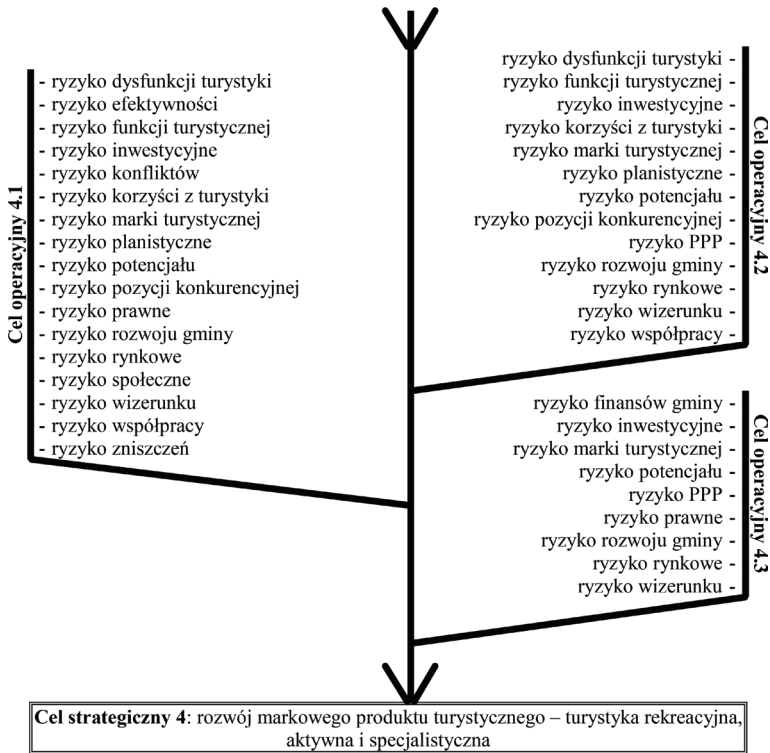 Cel operacyjny 4.1
- ryzyko dysfunkcji turystyki
- ryzyko efektywności
- ryzyko funkcji turystycznej
- ryzyko inwestycyjne
- ryzyko konfliktów
- ryzyko korzyści z turystyki
- ryzyko marki turystycznej
- ryzyko planistyczne
- ryzyko potencjału
- ryzyko pozycji konkurencyjnej
- ryzyko prawne
- ryzyko rozwoju gminy
- ryzyko rynkowe
- ryzyko społeczne
- ryzyko wizerunku
- ryzyko współpracy
- ryzyko zniszczeń
ryzyko dysfunkcji turystyki -
ryzyko funkcji turystycznej -
ryzyko inwestycyjne -
ryzyko korzyści z turystyki -
ryzyko marki turystycznej -
ryzyko planistyczne -
ryzyko potencjału -
ryzyko pozycji konkurencyjnej -
ryzyko PPP -
ryzyko rozwoju gminy -
ryzyko rynkowe -
ryzyko wizerunku -
ryzyko współpracy -
Cel operacyjny 4.2
ryzyko finansów gminy -
ryzyko inwestycyjne -
ryzyko marki turystycznej -
ryzyko potencjału -
ryzyko PPP -
ryzyko prawne -
ryzyko rozwoju gminy -
ryzyko rynkowe -
ryzyko wizerunku -
Cel operacyjny 4.3
Cel strategiczny 4: rozwój markowego produktu turystycznego – turystyka rekreacyjna,
aktywna i specjalistyczna